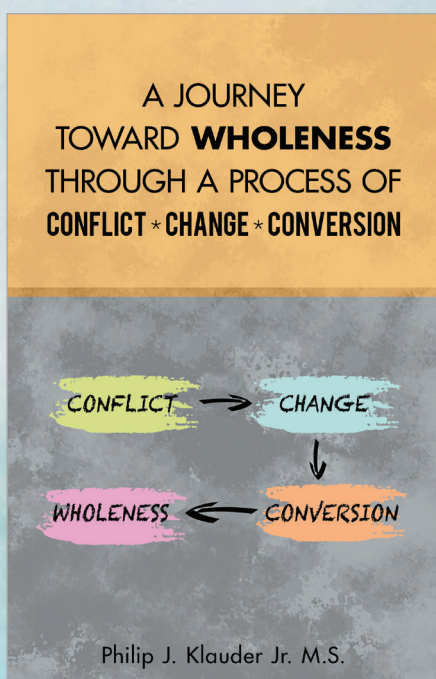 A JOURNEY
TOWARD WHOLENESS
THROUGH A PROCESS OF
CONFLICT * CHANGE * CONVERSION
CONFLICT
CHANGE
WHOLENESS
CONVERSION
Philip J. Klauder Jr. M.S.